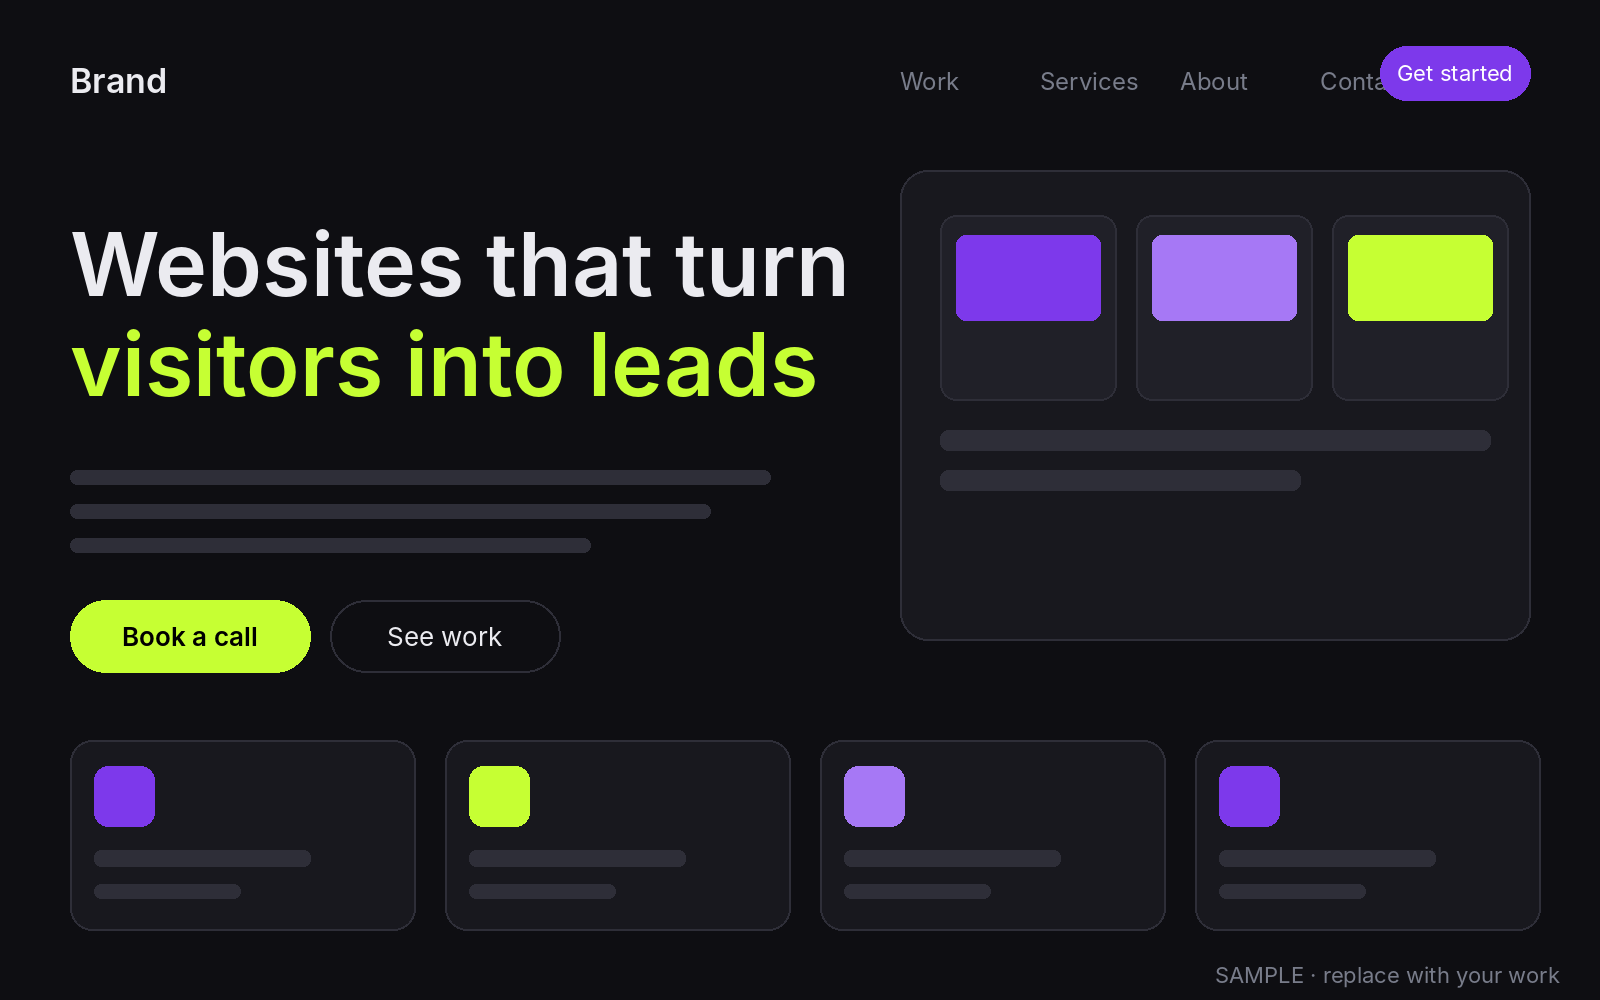 Brand
Work Services About Conta
Get started
Websites that turn
visitors into leads
Book a call
See work
SAMPLE · replace with your work